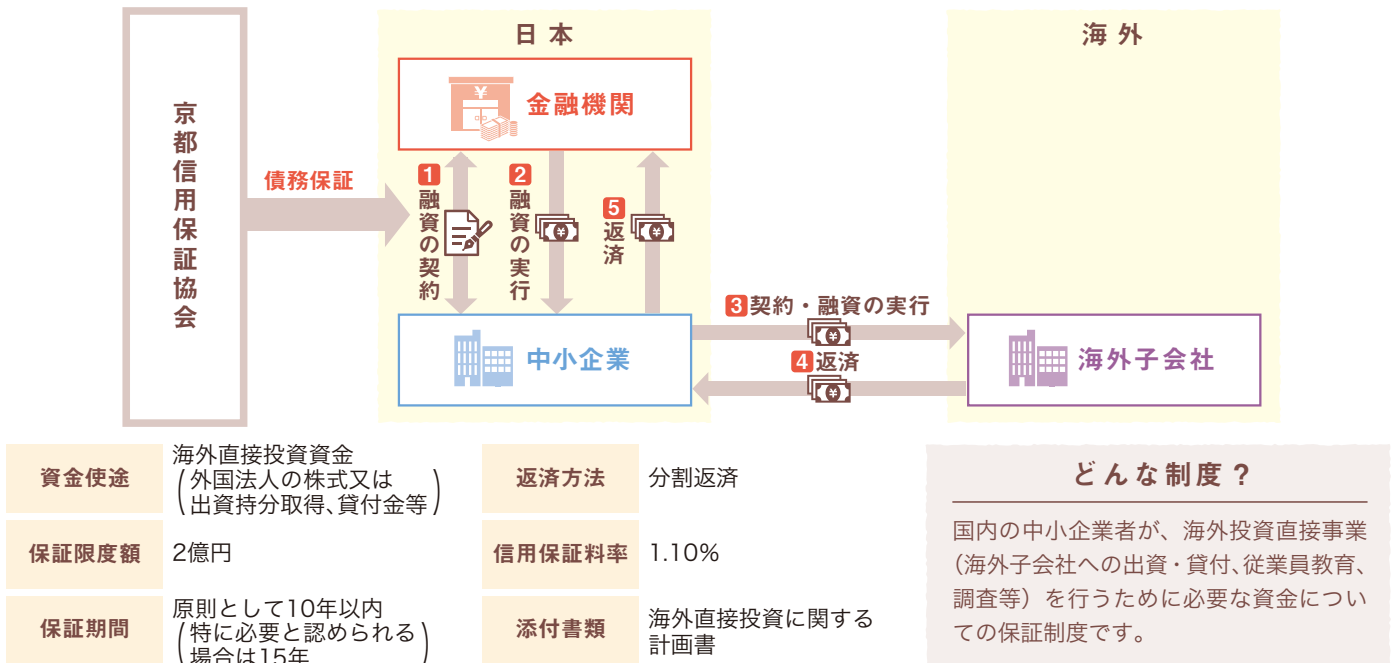 日本
海外
京都信用保証協会
¥
金融機関
債務保証
1融資の契約
2融資の実行
5返済
3契約・融資の実行
4返済
中小企業
海外子会社
資金使途
海外直接投資資金
(外国法人の株式又は
出資持分取得、貸付金等)
返済方法
分割返済
保証限度額
2億円
信用保証料率
1.10%
保証期間
原則として10年以内
(特に必要と認められる
場合は15年)
添付書類
海外直接投資に関する
計画書
どんな制度?
国内の中小企業者が、海外投資直接事業
(海外子会社への出資・貸付、従業員教育、
調査等)を行うために必要な資金につい
ての保証制度です。